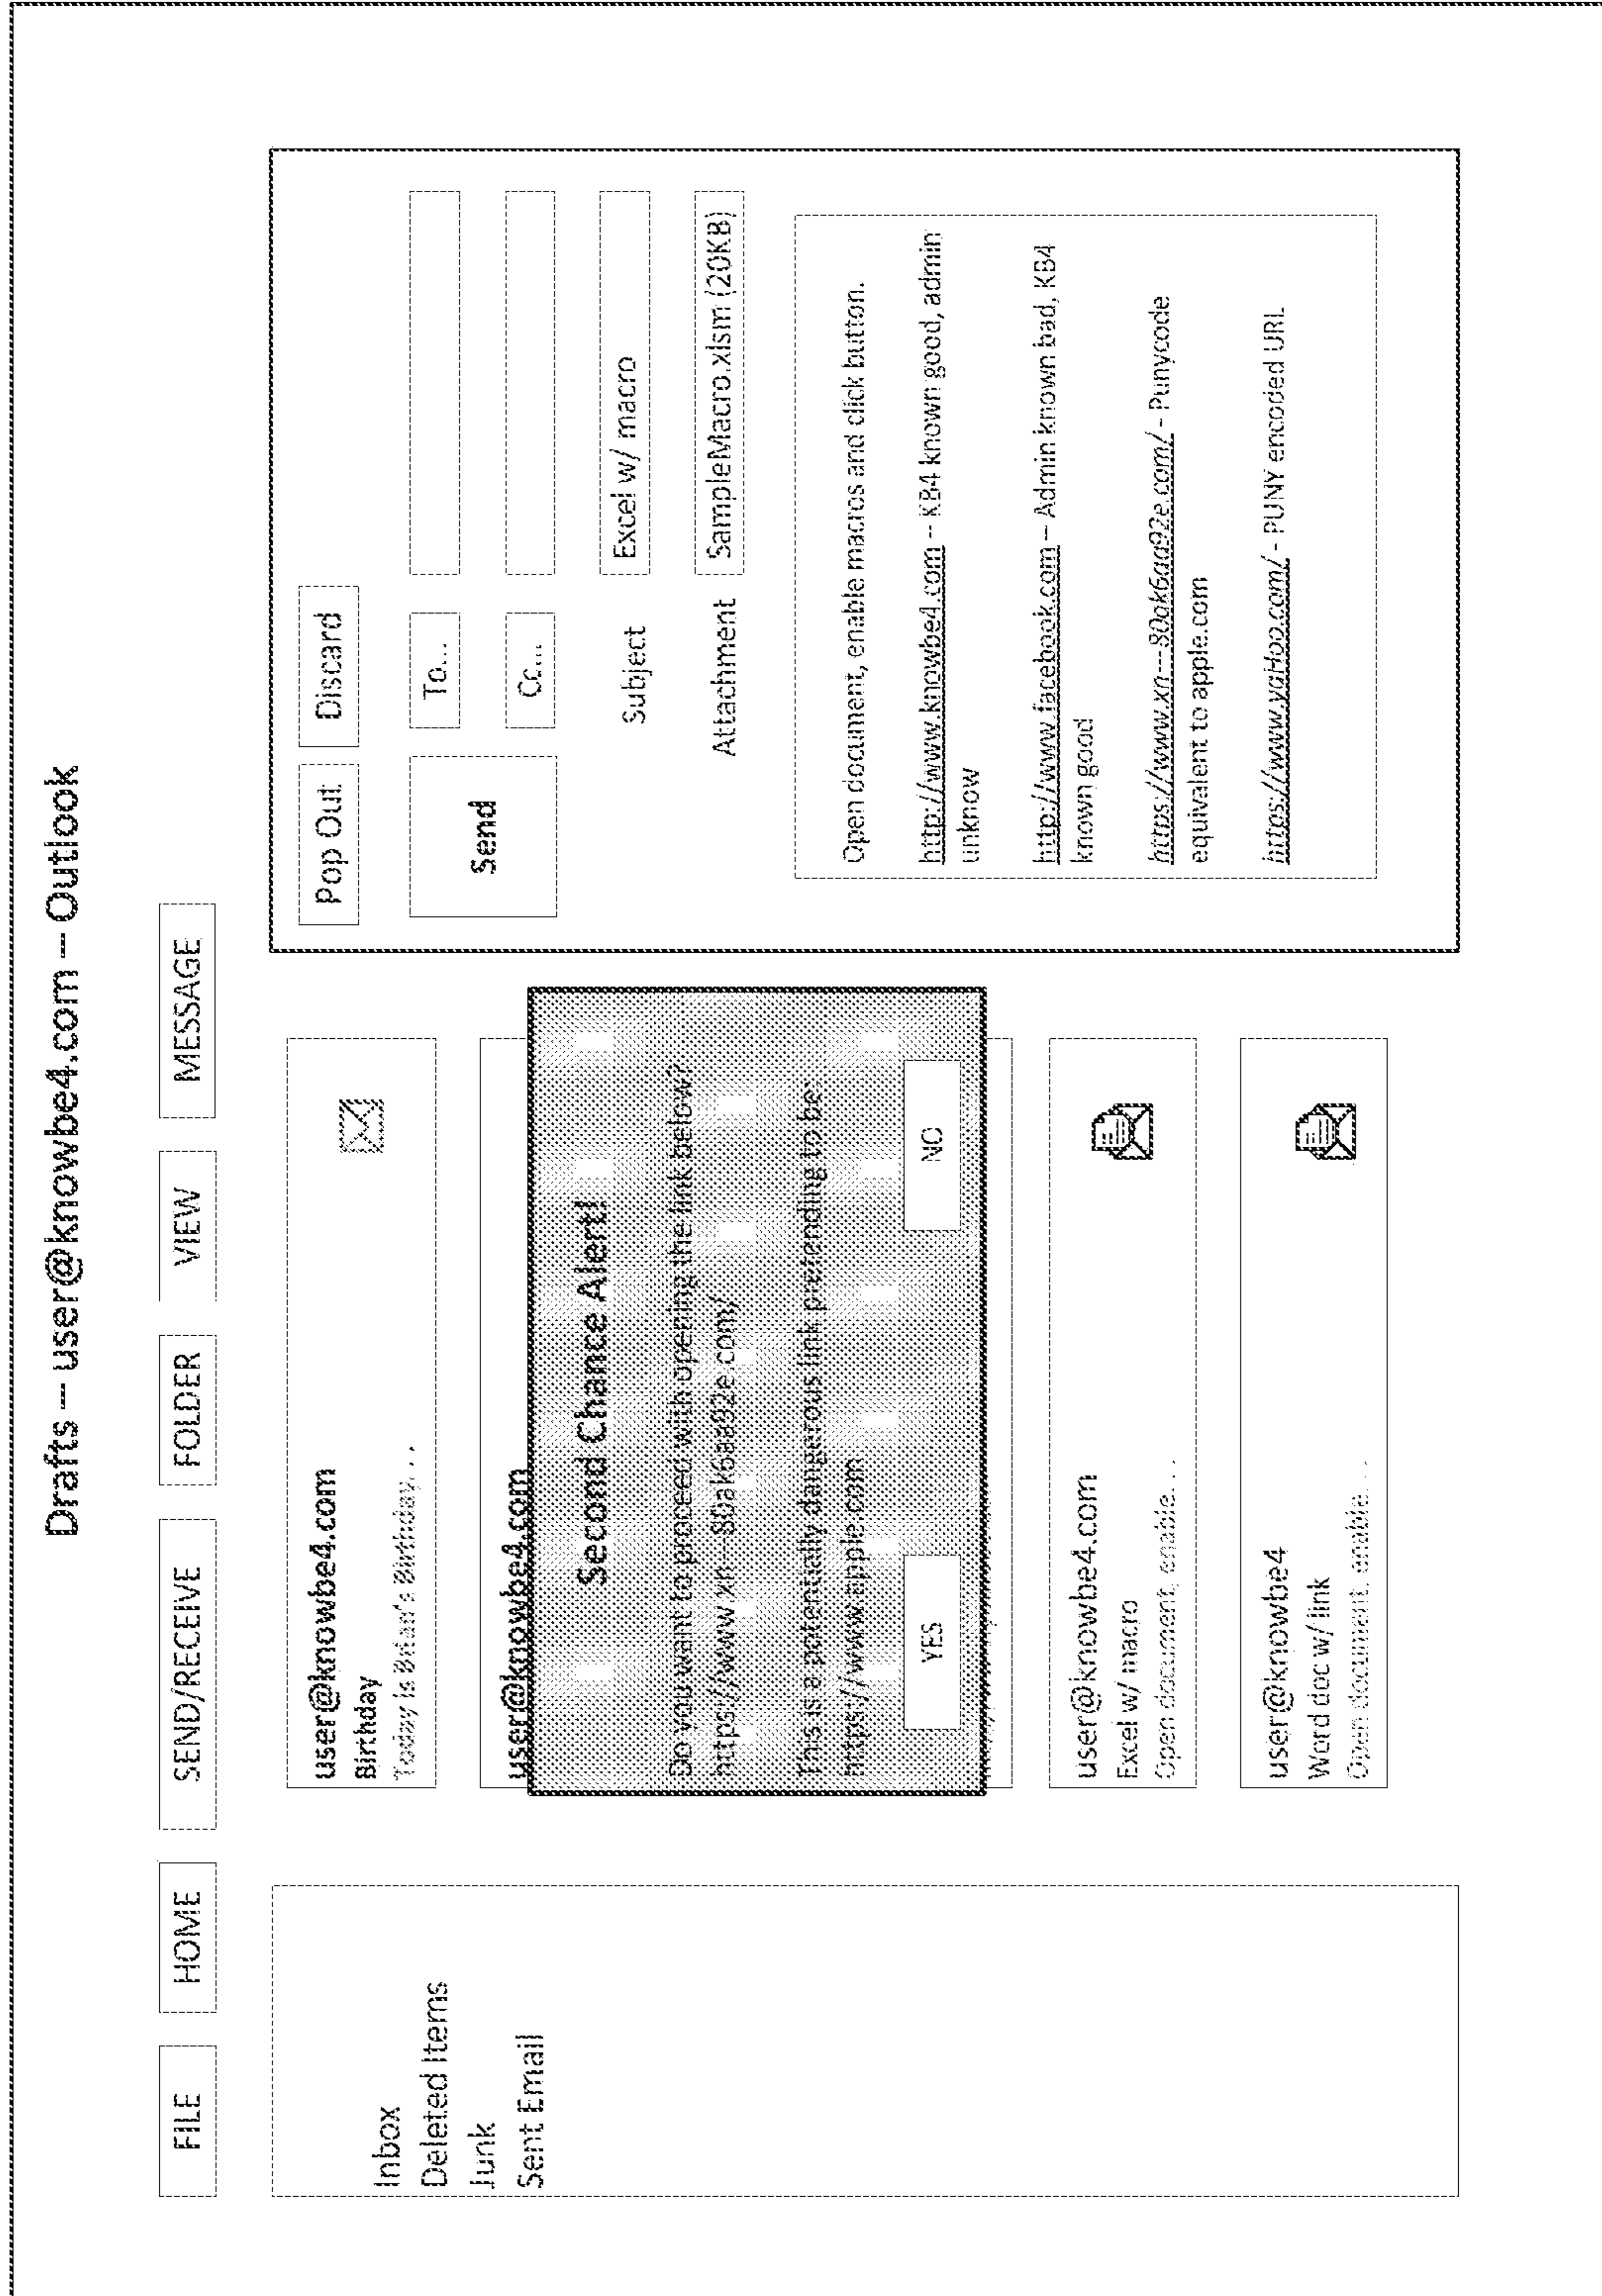 Drafts -- user@knowbe4.com -- Outlook
FILE
HOME
SEND/RECEIVE
FOLDER
VIEW
MESSAGE
Inbox
Deleted Items
Junk
Sent Email
user@knowbe4.com
Birthday
Today is Brian's Birthday...
user@knowbe4.com
Second Chance Alert!
Do you want to proceed with opening the link below?
https://www.xn--80ak6aa92e.com/
This is a potentially dangerous link pretending to be:
https://www.apple.com
YES
NO
user@knowbe4.com
Excel w/ macro
Open document, enable...
user@knowbe4
Word doc w/ link
Open document, enable...
Pop Out
Discard
Send
To...
Cc...
Subject
Excel w/ macro
Attachment
SampleMacro.xlsm (20KB)
Open document, enable macros and click button.
http://www.knowbe4.com -- KB4 known good, admin
unknow
http://www.facebook.com -- Admin known bad, KB4
known good
https://www.xn---80ak6aa92e.com/ - Punycode
equivalent to apple.com
https://www.yaHoo.com/ - PUNY encoded URL